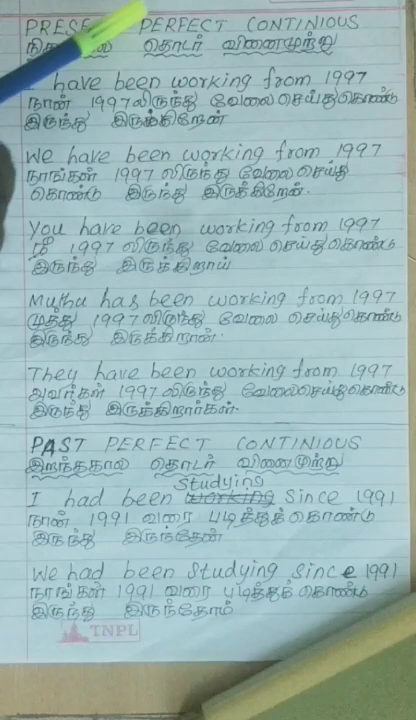 PRESE PERFECT CONTINIOUS
தொடர் வினைமுற்று
I have been working from 1997
நான் 1997லிருந்து வேலைசெய்துகொண்டு
இருந்து இருக்கிறேன்
We have been working from 1997
நாங்கள் 1997 லிருந்து வேலைசெய்து
கொண்டு இருந்து இருக்கிறேன்.
You have been working from 1997
நீ 1997 லிருந்து வேலைசெய்துகொண்டு
இருந்து இருக்கிறாய்
Muthu has been working from 1997
முத்து 1997லிருந்து வேலை செய்துகொண்டு
இருந்து இருக்கிறான்.
They have been working from 1997
அவர்கள் 1997லிருந்து வேலைசெய்துகொண்டு
இருந்து இருக்கிறார்கள்.
PAST PERFECT CONTINIOUS
இறந்தகால தொடர் வினைமுற்று
Studying
I had been working Since 1991
நான் 1991 வரை படித்துக்கொண்டு
இருந்து இருந்தேன்
We had been Studying Since 1991
நாங்கள் 1991 வரை படித்துக்கொண்டு
இருந்து இருந்தோம்
TNPL